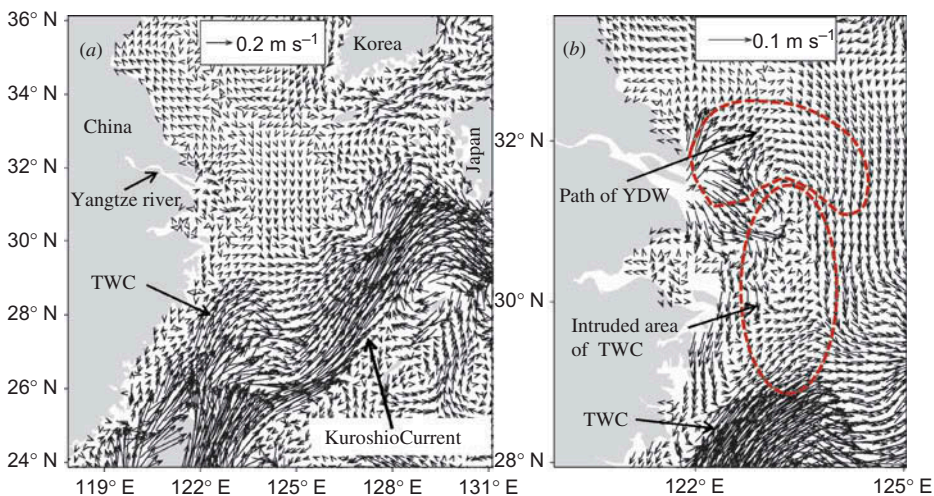 36° N
34° N
32° N
30° N
28° N
26° N
24° N
119° E
122° E
125° E
128° E
131° E
(a)
0.2 m s⁻¹
Korea
China
Japan
Yangtze river
TWC
KuroshioCurrent
32° N
30° N
28° N
122° E
125° E
(b)
0.1 m s⁻¹
Path of YDW
Intruded area
of TWC
TWC